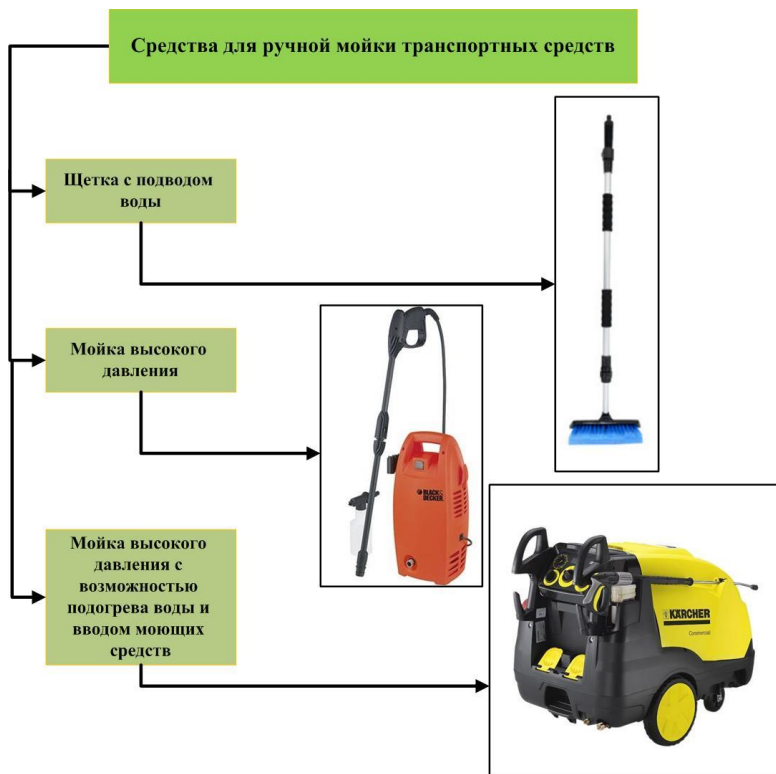 Средства для ручной мойки транспортных средств
Щетка с подводом
воды
Мойка высокого
давления
BLACK&
DECKER
Мойка высокого
давления с
возможностью
подогрева воды и
вводом моющих
средств
KÄRCHER
Commercial